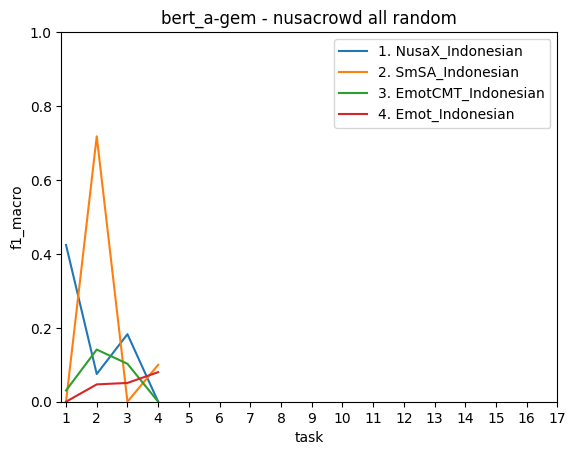 bert_a-gem - nusacrowd all random
1. NusaX_Indonesian
2. SmSA_Indonesian
3. EmotCMT_Indonesian
4. Emot_Indonesian
f1_macro
1.0
0.8
0.6
0.4
0.2
0.0
1 2 3 4 5 6 7 8 9 10 11 12 13 14 15 16 17
task